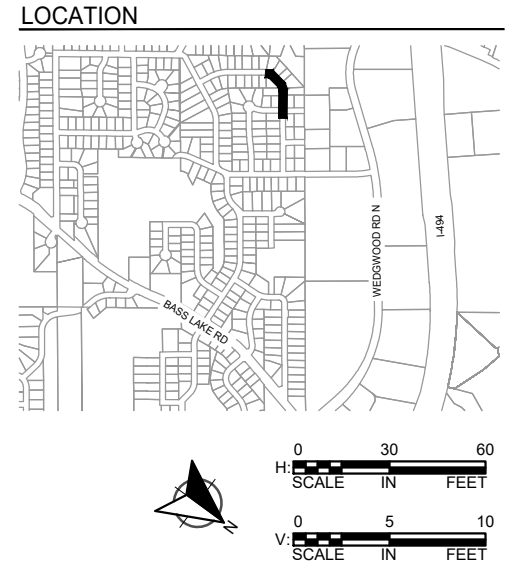 LOCATION
WEDGWOOD RD N
I-494
BASS LAKE RD
N
0 30 60
H:
SCALE IN FEET
0 5 10
V:
SCALE IN FEET